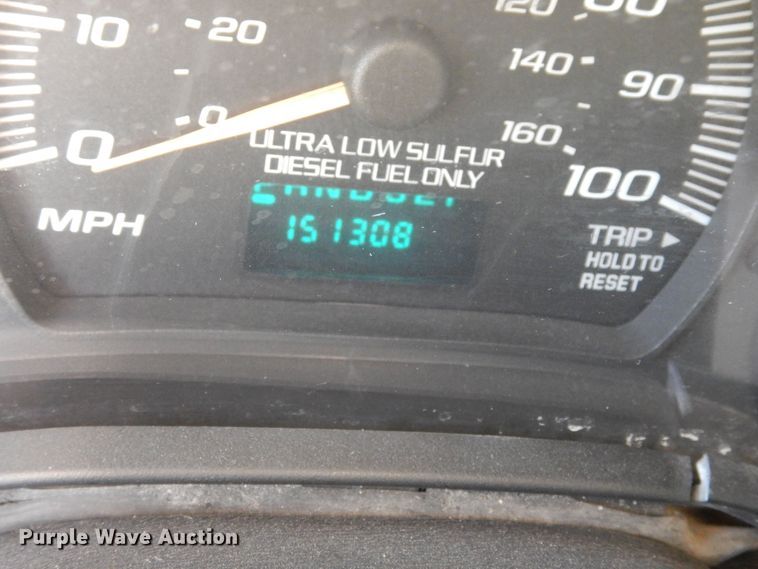 10
20
120
80
140
90
0
0
160
ULTRA LOW SULFUR
DIESEL FUEL ONLY
100
151308
MPH
TRIP
HOLD TO
RESET
Purple Wave Auction